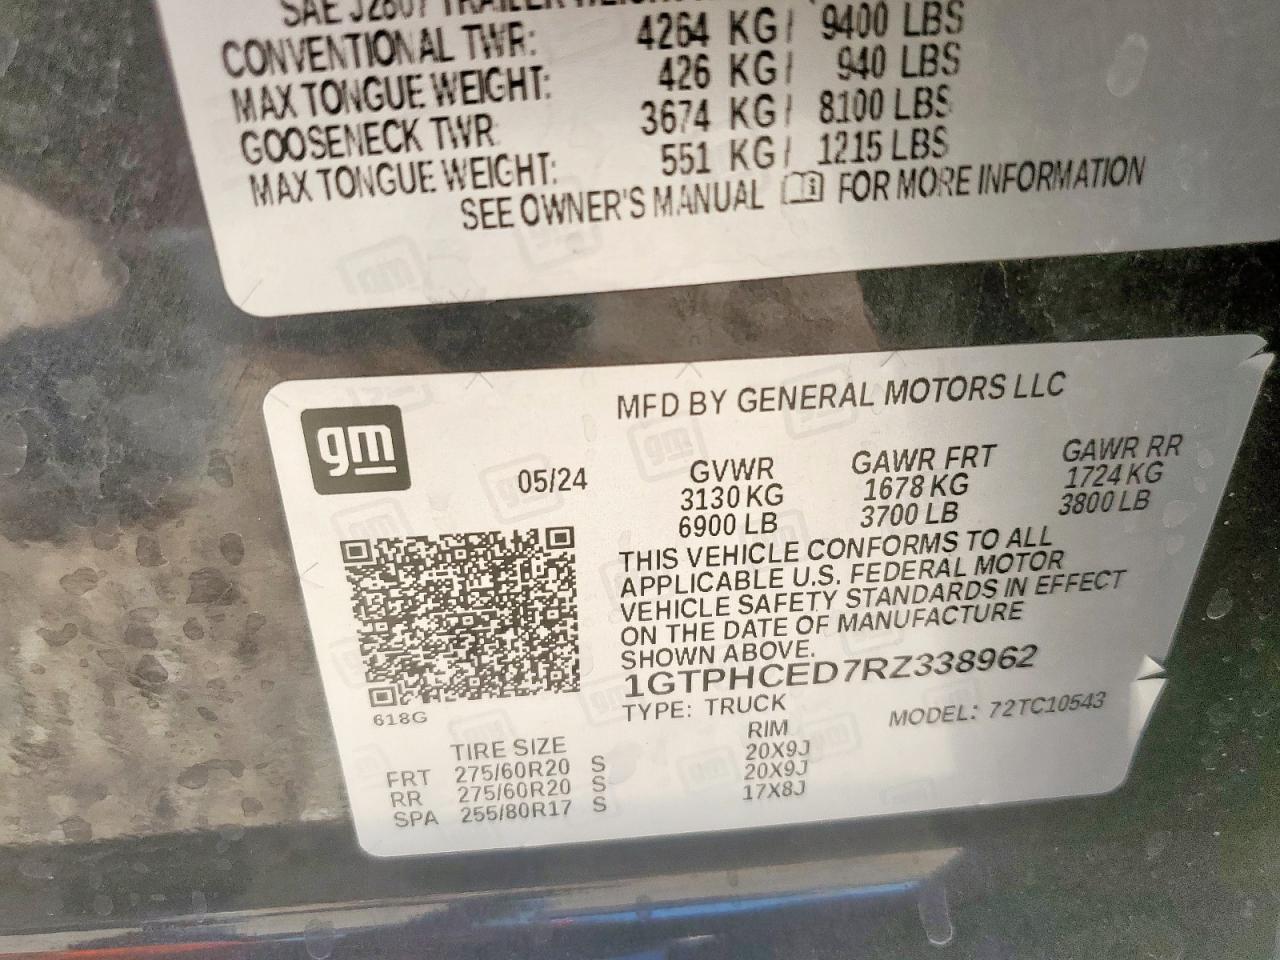 SAE J2807 TRAILER
CONVENTIONAL TWR: 4264 KG / 9400 LBS
MAX TONGUE WEIGHT: 426 KG / 940 LBS
GOOSENECK TWR 3674 KG / 8100 LBS
MAX TONGUE WEIGHT: 551 KG / 1215 LBS
SEE OWNER'S MANUAL FOR MORE INFORMATION
gm
MFD BY GENERAL MOTORS LLC
05/24
GVWR GAWR FRT GAWR RR
3130 KG 1678 KG 1724 KG
6900 LB 3700 LB 3800 LB
THIS VEHICLE CONFORMS TO ALL
APPLICABLE U.S. FEDERAL MOTOR
VEHICLE SAFETY STANDARDS IN EFFECT
ON THE DATE OF MANUFACTURE
SHOWN ABOVE.
1GTPHCED7RZ338962
TYPE: TRUCK MODEL: 72TC10543
618G
TIRE SIZE RIM
FRT 275/60R20 S 20X9J
RR 275/60R20 S 20X9J
SPA 255/80R17 S 17X8J